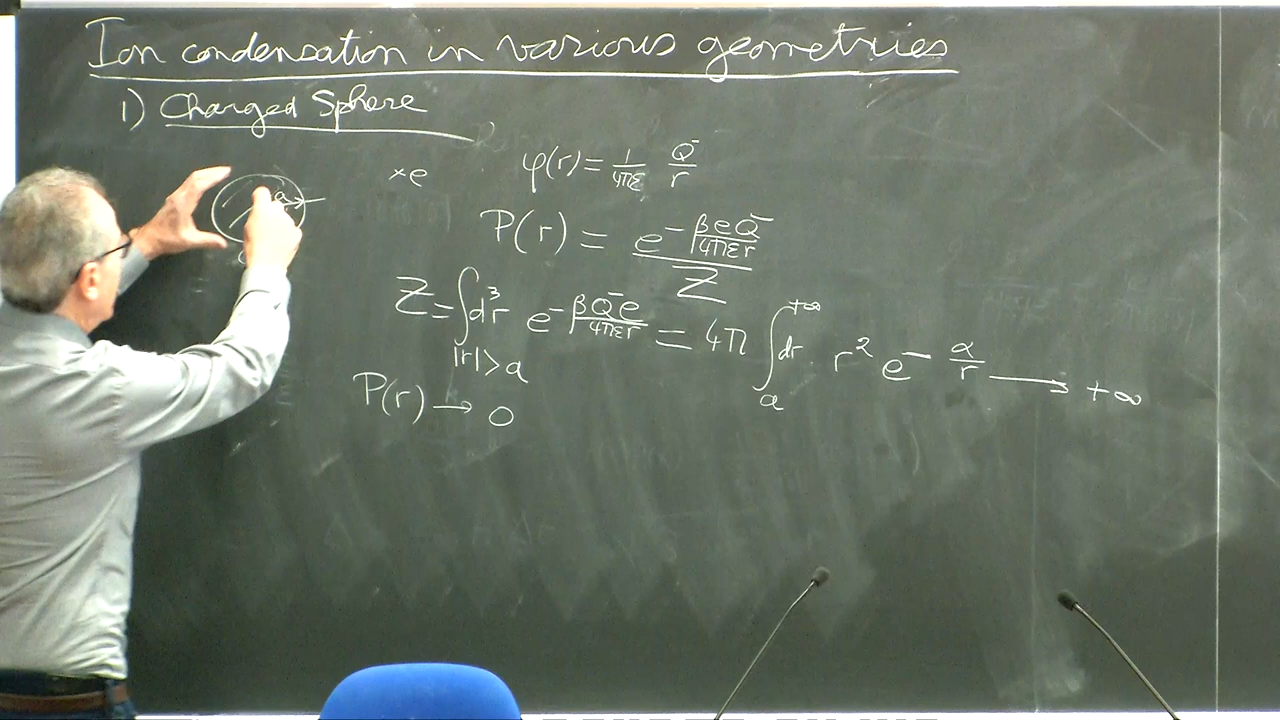 Ion condensation in various geometries
1) Charged Sphere
a
×e
φ(r) = 1/4πε Q⁻/r
P(r) = e^(-βeQ⁻/4πεr) / Z
Z = ∫_{|r|>a} d³r e^(-βQ⁻e/4πεr) = 4π ∫_a^{+∞} dr r² e^(-α/r) ⟶ +∞
P(r) → 0